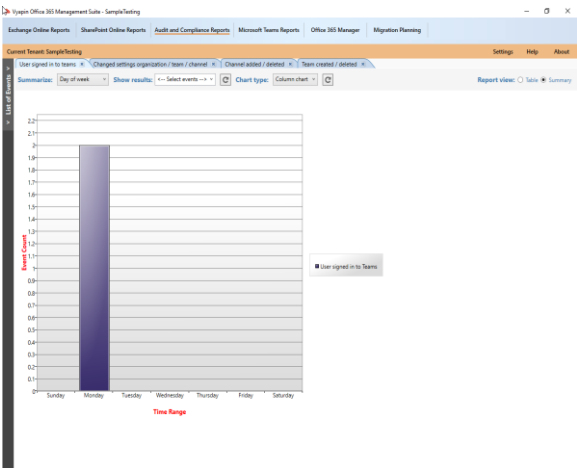 Vyapin Office 365 Management Suite - SampleTesting
Exchange Online Reports SharePoint Online Reports Audit and Compliance Reports Microsoft Teams Reports Office 365 Manager Migration Planning
Current Tenant: SampleTesting Settings Help About
User signed in to teams × Changed settings organization / team / channel × Channel added / deleted × Team created / deleted ×
> List of Events >
Summarize: Day of week Show results: <-- Select events --> Chart type: Column chart Report view: Table Summary
2.2
2.1
2
1.9
1.8
1.7
1.6
1.5
1.4
1.3
1.2
1.1
1
0.9
0.8
0.7
0.6
0.5
0.4
0.3
0.2
0.1
0
Event Count
Sunday Monday Tuesday Wednesday Thursday Friday Saturday
Time Range
User signed in to Teams